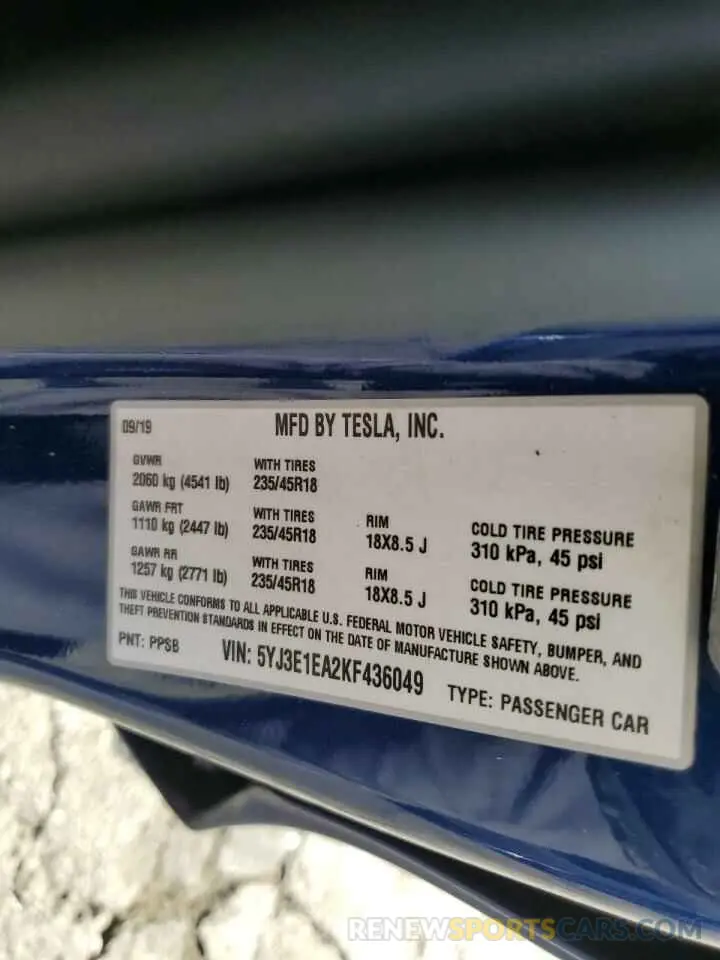 09/19
MFD BY TESLA, INC.
GVWR
2060 kg (4541 lb)
WITH TIRES
235/45R18
GAWR FRT
1110 kg (2447 lb)
WITH TIRES
235/45R18
RIM
18X8.5 J
COLD TIRE PRESSURE
310 kPa, 45 psi
GAWR RR
1257 kg (2771 lb)
WITH TIRES
235/45R18
RIM
18X8.5 J
COLD TIRE PRESSURE
310 kPa, 45 psi
THIS VEHICLE CONFORMS TO ALL APPLICABLE U.S. FEDERAL MOTOR VEHICLE SAFETY, BUMPER, AND
THEFT PREVENTION STANDARDS IN EFFECT ON THE DATE OF MANUFACTURE SHOWN ABOVE.
PNT: PPSB
VIN: 5YJ3E1EA2KF436049
TYPE: PASSENGER CAR
RENEWSPORTSCARS.COM